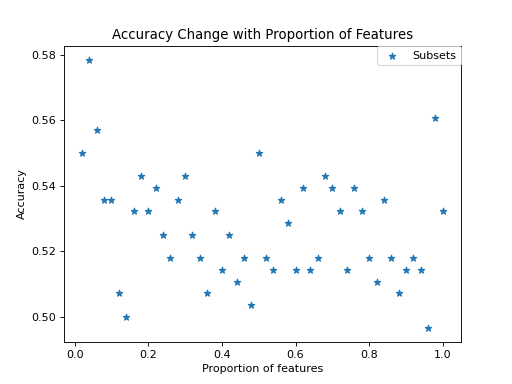 Accuracy Change with Proportion of Features
Subsets
Accuracy
0.58
0.56
0.54
0.52
0.50
0.0 0.2 0.4 0.6 0.8 1.0
Proportion of features